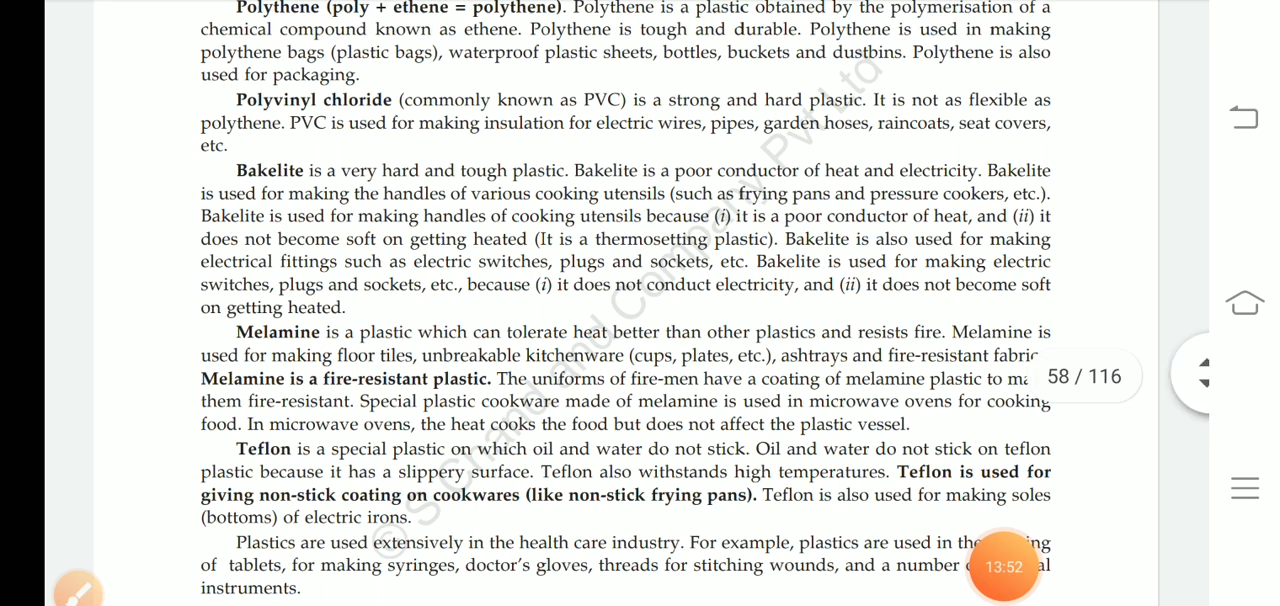 Polythene (poly + ethene = polythene). Polythene is a plastic obtained by the polymerisation of a
chemical compound known as ethene. Polythene is tough and durable. Polythene is used in making
polythene bags (plastic bags), waterproof plastic sheets, bottles, buckets and dustbins. Polythene is also
used for packaging.
Polyvinyl chloride (commonly known as PVC) is a strong and hard plastic. It is not as flexible as
polythene. PVC is used for making insulation for electric wires, pipes, garden hoses, raincoats, seat covers,
etc.
Bakelite is a very hard and tough plastic. Bakelite is a poor conductor of heat and electricity. Bakelite
is used for making the handles of various cooking utensils (such as frying pans and pressure cookers, etc.).
Bakelite is used for making handles of cooking utensils because (i) it is a poor conductor of heat, and (ii) it
does not become soft on getting heated (It is a thermosetting plastic). Bakelite is also used for making
electrical fittings such as electric switches, plugs and sockets, etc. Bakelite is used for making electric
switches, plugs and sockets, etc., because (i) it does not conduct electricity, and (ii) it does not become soft
on getting heated.
Melamine is a plastic which can tolerate heat better than other plastics and resists fire. Melamine is
used for making floor tiles, unbreakable kitchenware (cups, plates, etc.), ashtrays and fire-resistant fabric
Melamine is a fire-resistant plastic. The uniforms of fire-men have a coating of melamine plastic to
58 / 116
them fire-resistant. Special plastic cookware made of melamine is used in microwave ovens for cooking
food. In microwave ovens, the heat cooks the food but does not affect the plastic vessel.
Teflon is a special plastic on which oil and water do not stick. Oil and water do not stick on teflon
plastic because it has a slippery surface. Teflon also withstands high temperatures. Teflon is used for
giving non-stick coating on cookwares (like non-stick frying pans). Teflon is also used for making soles
(bottoms) of electric irons.
Plastics are used extensively in the health care industry. For example, plastics are used in the
of tablets, for making syringes, doctor's gloves, threads for stitching wounds, and a number
instruments.
13:52
© S Chand and Company Pvt Ltd